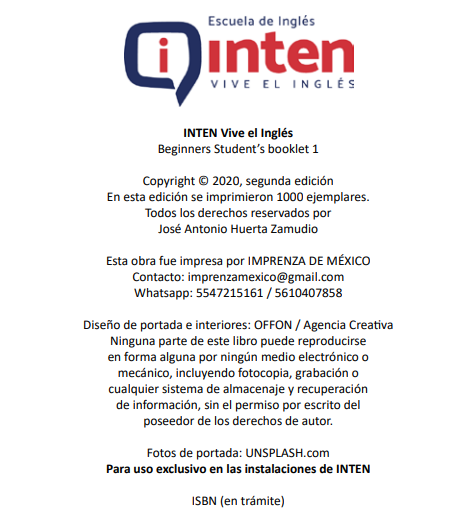 Escuela de Inglés
i inten
VIVE EL INGLÉS
INTEN Vive el Inglés
Beginners Student’s booklet 1
Copyright © 2020, segunda edición
En esta edición se imprimieron 1000 ejemplares.
Todos los derechos reservados por
José Antonio Huerta Zamudio
Esta obra fue impresa por IMPRENZA DE MÉXICO
Contacto: imprenzamexico@gmail.com
Whatsapp: 5547215161 / 5610407858
Diseño de portada e interiores: OFFON / Agencia Creativa
Ninguna parte de este libro puede reproducirse
en forma alguna por ningún medio electrónico o
mecánico, incluyendo fotocopia, grabación o
cualquier sistema de almacenaje y recuperación
de información, sin el permiso por escrito del
poseedor de los derechos de autor.
Fotos de portada: UNSPLASH.com
Para uso exclusivo en las instalaciones de INTEN
ISBN (en trámite)